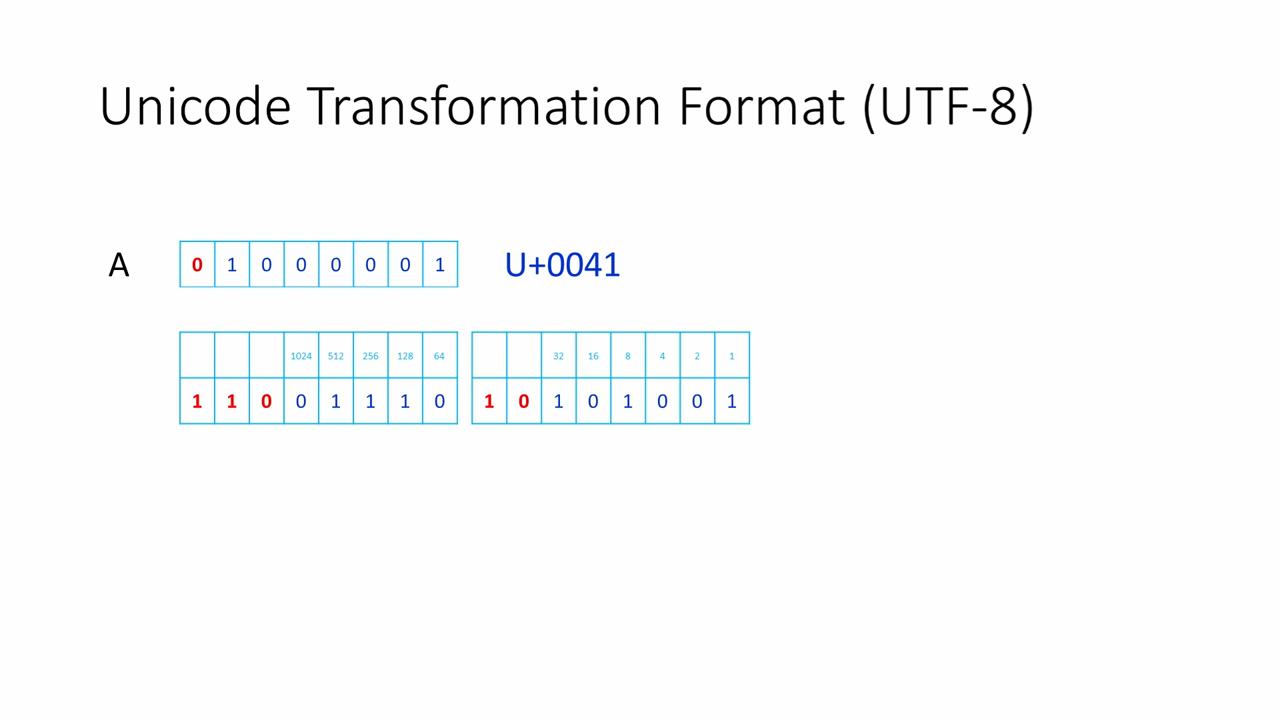 Unicode Transformation Format (UTF-8)
A 0 1 0 0 0 0 0 1 U+0041
1024 512 256 128 64 32 16 8 4 2 1
1 1 0 0 1 1 1 0 1 0 1 0 1 0 0 1